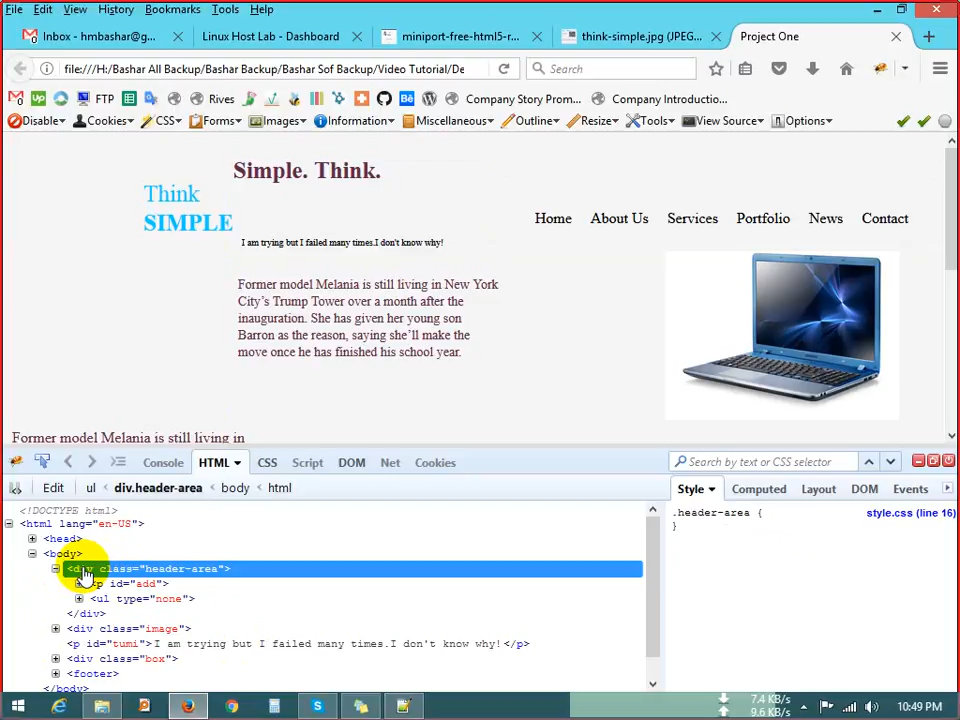 File Edit View History Bookmarks Tools Help
Inbox - hmbashar@g... Linux Host Lab - Dashboard miniport-free-html5-r... think-simple.jpg (JPEG... Project One
file:///H:/Bashar All Backup/Bashar Backup/Bashar Sof Backup/Video Tutorial/De Search
FTP Rives Company Story Prom... Company Introductio...
Disable Cookies CSS Forms Images Information Miscellaneous Outline Resize Tools View Source Options
Simple. Think.
Think
SIMPLE
Home About Us Services Portfolio News Contact
I am trying but I failed many times.I don't know why!
Former model Melania is still living in New York
City's Trump Tower over a month after the
inauguration. She has given her young son
Barron as the reason, saying she'll make the
move once he has finished his school year.
Former model Melania is still living in
Console HTML CSS Script DOM Net Cookies Search by text or CSS selector
Edit ul < div.header-area < body < html
Style Computed Layout DOM Events
<!DOCTYPE html>
<html lang="en-US">
<head>
<body>
<div class="header-area">
<p id="add">
<ul type="none">
</div>
<div class="image">
<p id="tumi">I am trying but I failed many times.I don't know why!</p>
<div class="box">
<footer>
</body>
.header-area { style.css (line 16)
}
7.4 KB/s
9.6 KB/s
10:49 PM